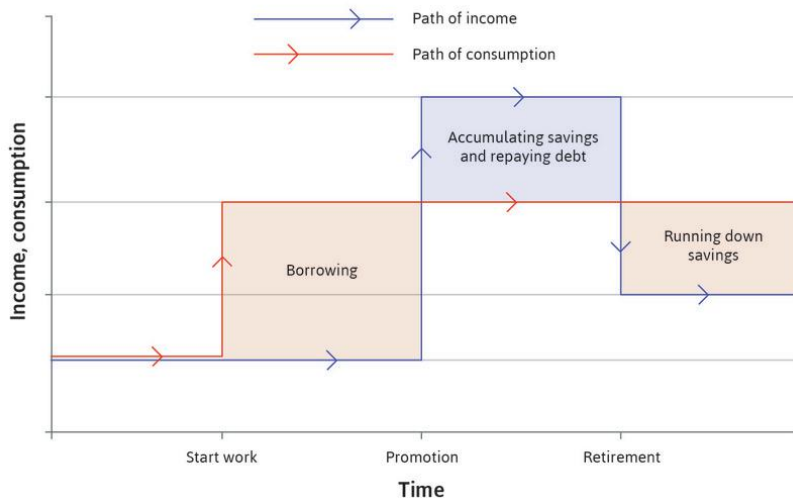 Path of income
Path of consumption
Income, consumption
Accumulating savings
and repaying debt
Borrowing
Running down
savings
Start work
Promotion
Retirement
Time